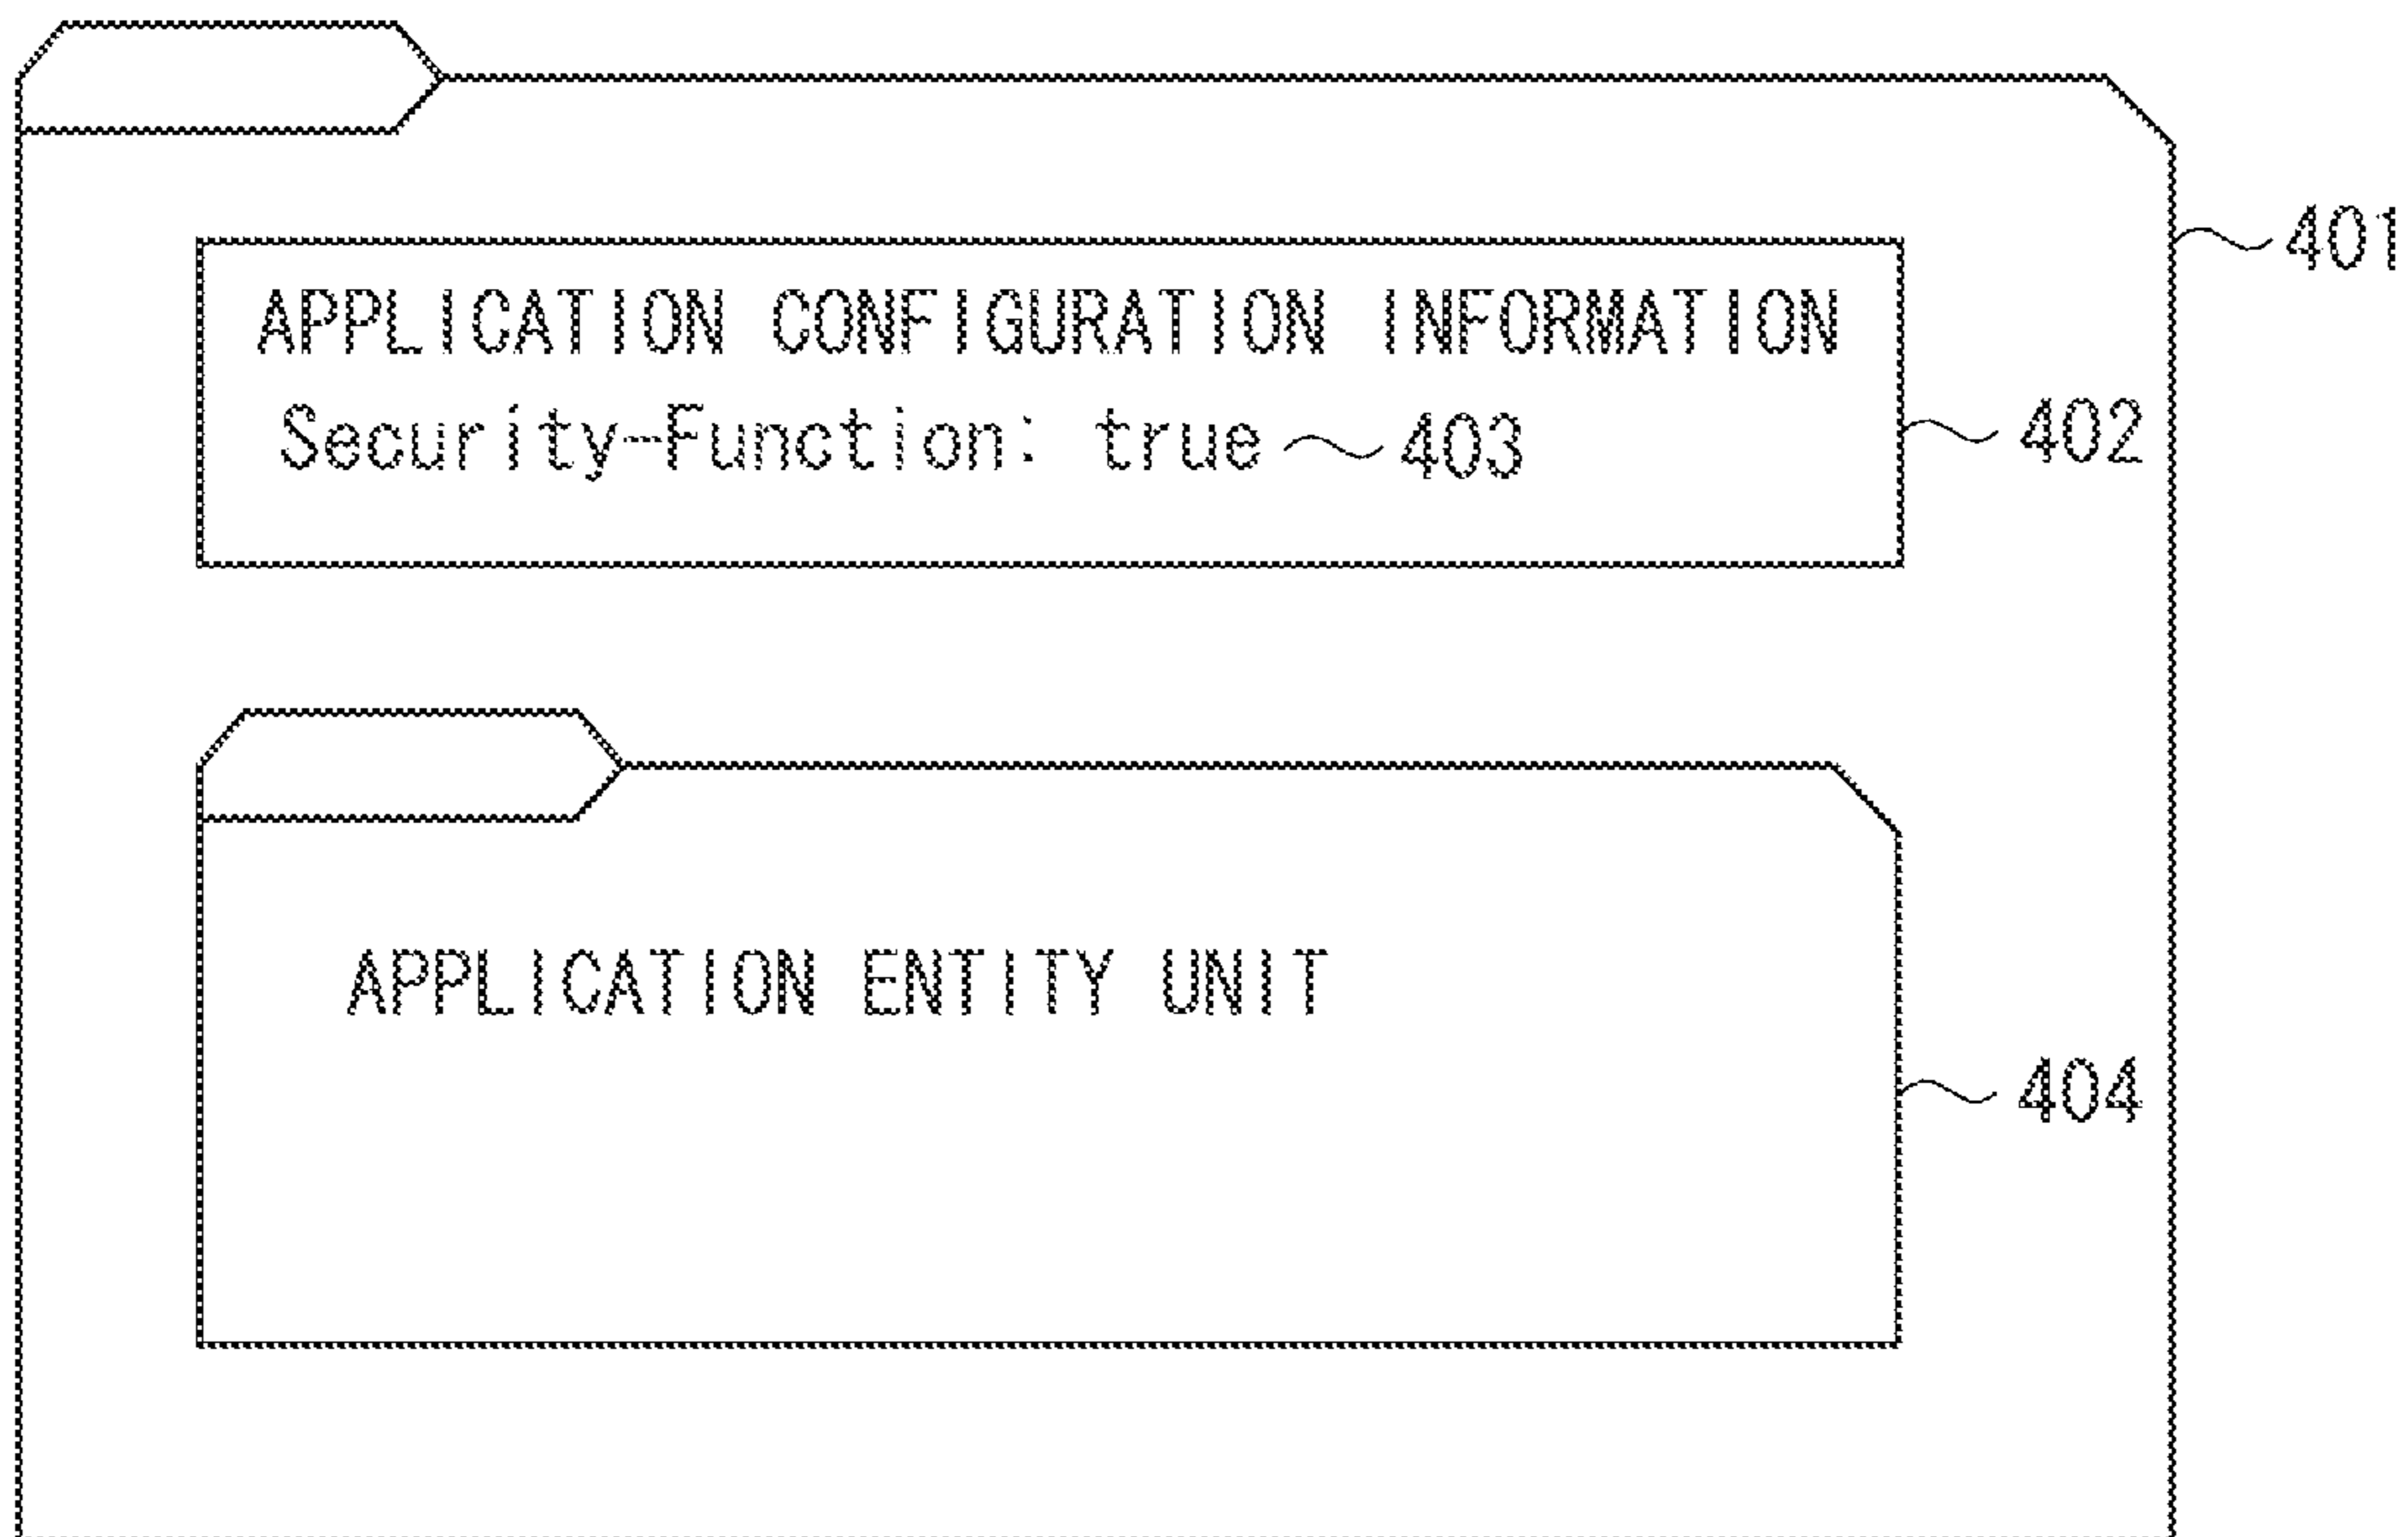 401
APPLICATION CONFIGURATION INFORMATION
Security-Function: true 403
402
APPLICATION ENTITY UNIT
404